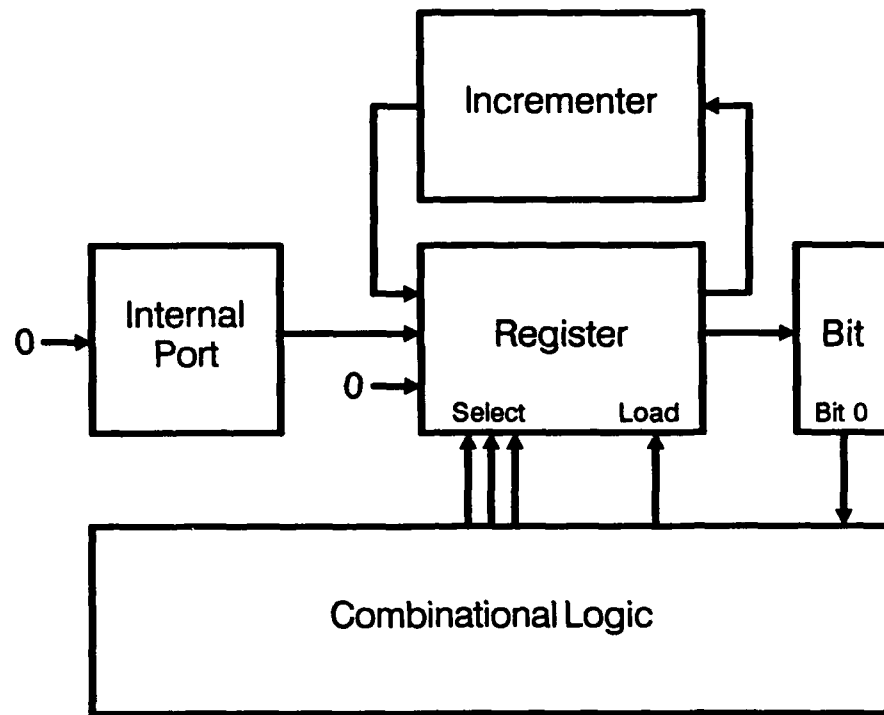 Incrementer
Internal
Port
0
Register
Bit
0
Select
Load
Bit 0
Combinational Logic